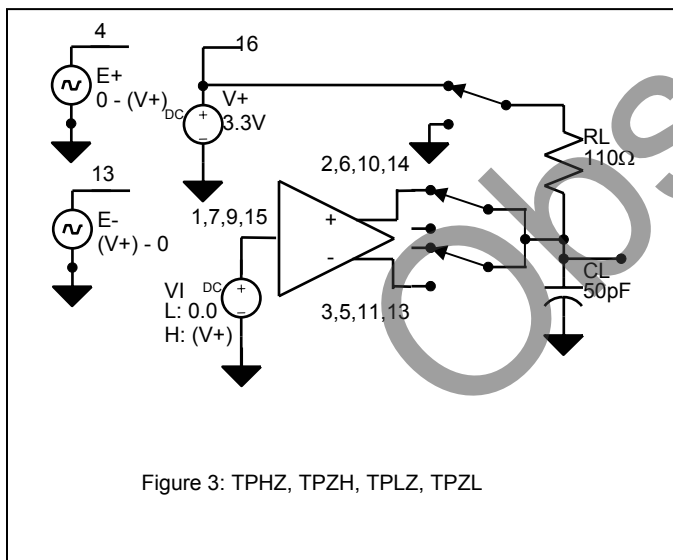 4
E+
0 - (V+)
16
DC
V+
3.3V
+
−
RL
110Ω
13
E-
(V+) - 0
2,6,10,14
1,7,9,15
+
-
VI
DC
L: 0.0
H: (V+)
+
−
3,5,11,13
CL
50pF
Obs
Figure 3: TPHZ, TPZH, TPLZ, TPZL